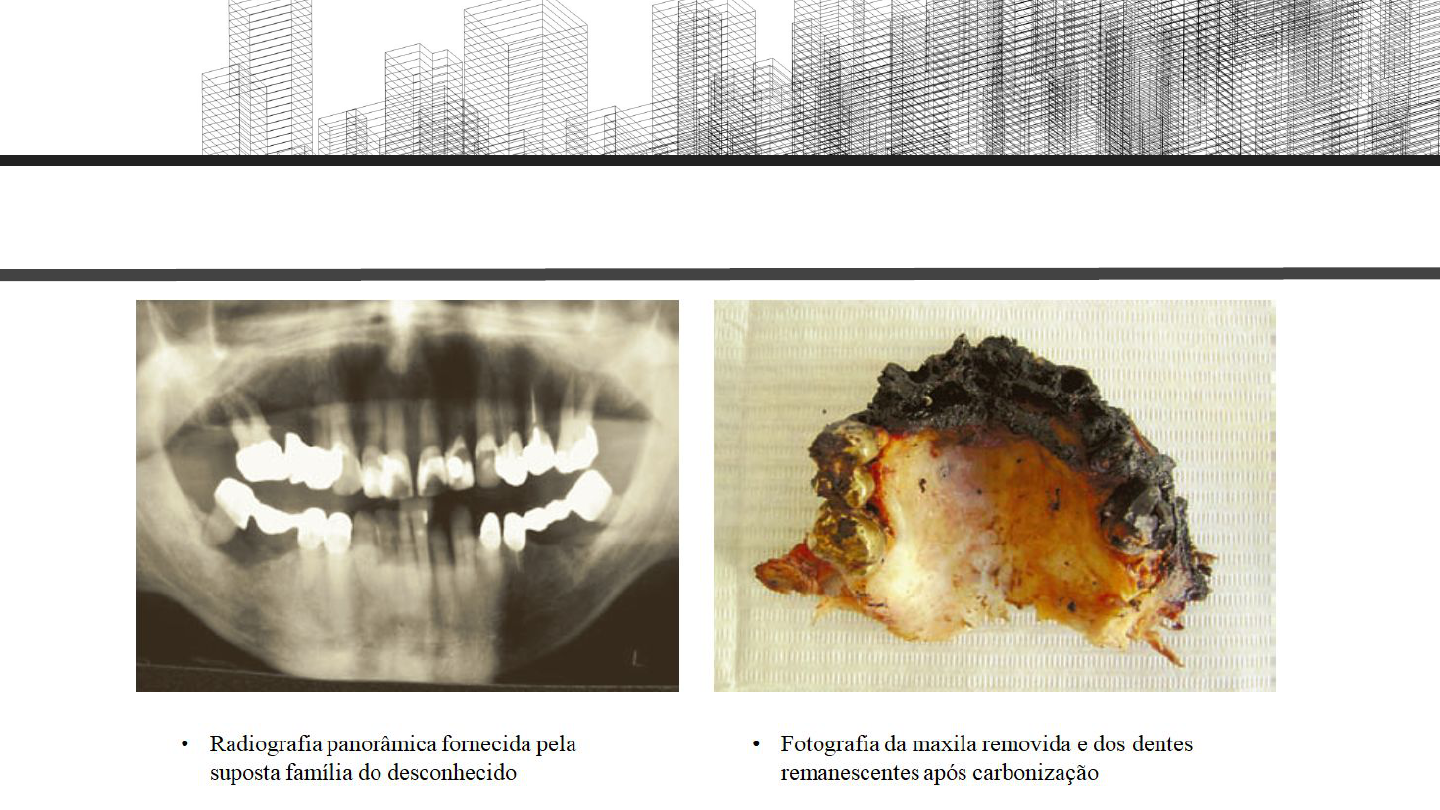 L
• Radiografia panorâmica fornecida pela
suposta família do desconhecido
• Fotografia da maxila removida e dos dentes
remanescentes após carbonização